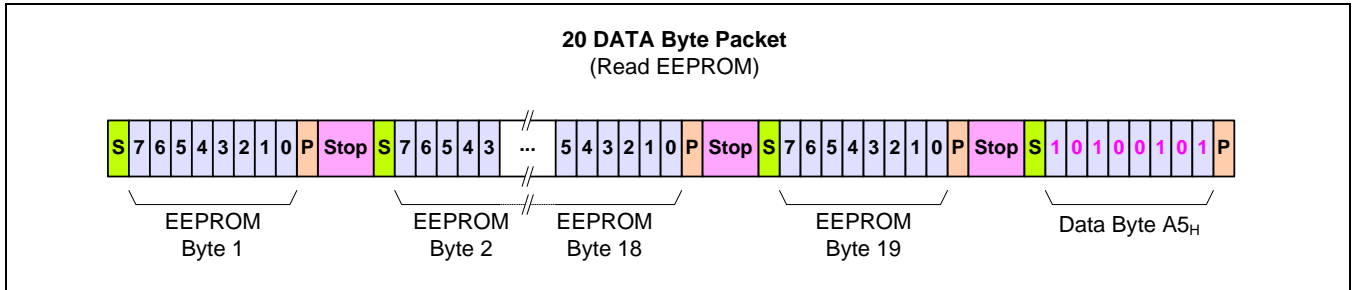 20 DATA Byte Packet
(Read EEPROM)
S 7 6 5 4 3 2 1 0 P Stop S 7 6 5 4 3 ... 5 4 3 2 1 0 P Stop S 7 6 5 4 3 2 1 0 P Stop S 1 0 1 0 0 1 0 1 P
EEPROM EEPROM EEPROM EEPROM Data Byte A5H
Byte 1 Byte 2 Byte 18 Byte 19